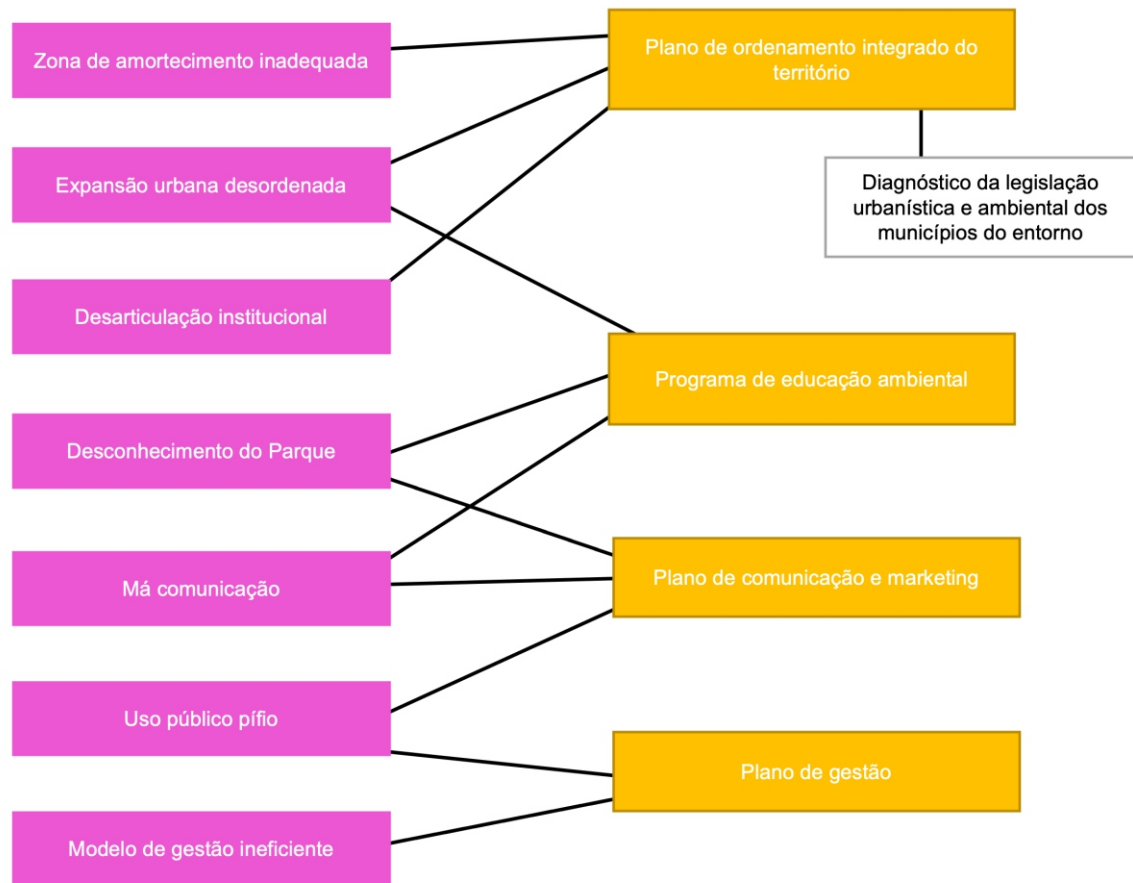 Zona de amortecimento inadequada
Plano de ordenamento integrado do
território
Expansão urbana desordenada
Diagnóstico da legislação
urbanística e ambiental dos
municípios do entorno
Desarticulação institucional
Programa de educação ambiental
Desconhecimento do Parque
Má comunicação
Plano de comunicação e marketing
Uso público pífio
Plano de gestão
Modelo de gestão ineficiente